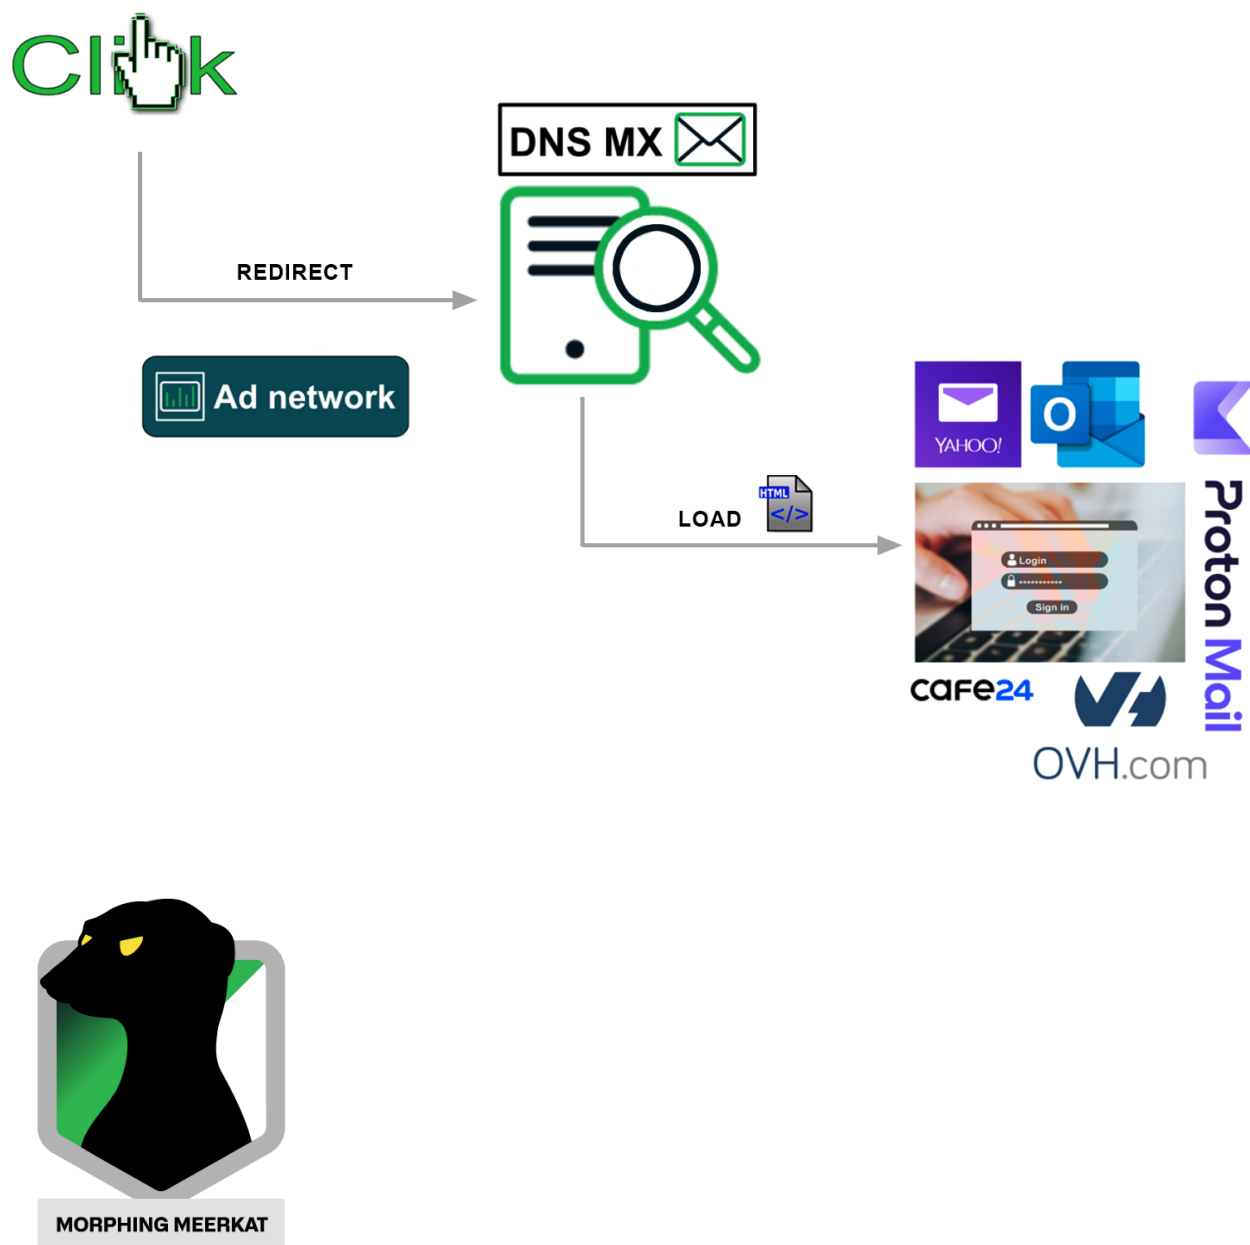 Click
DNS MX
REDIRECT
Ad network
YAHOO!
O
HTML
</>
LOAD
Proton Mail
Login
Sign in
cafe24
OVH.com
MORPHING MEERKAT